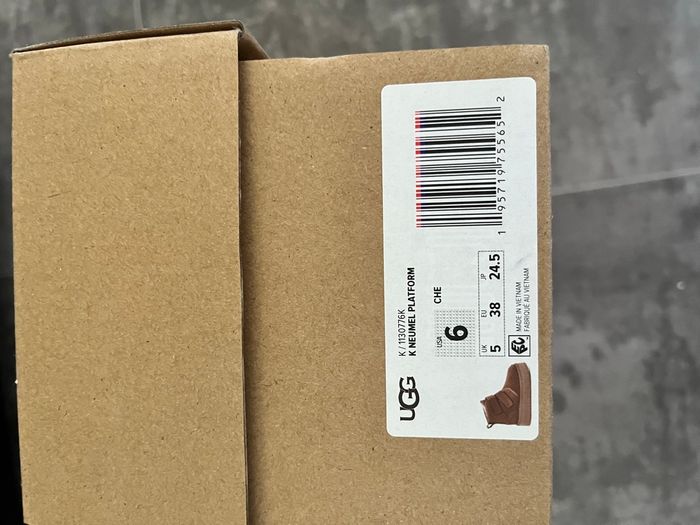 UGG
K / 1130776K
K NEUMEL PLATFORM
USA
6
CHE
UK EU JP
5 38 24.5
MADE IN VIETNAM
FABRIQUÉ AU VIETNAM
1 95719 75565 2